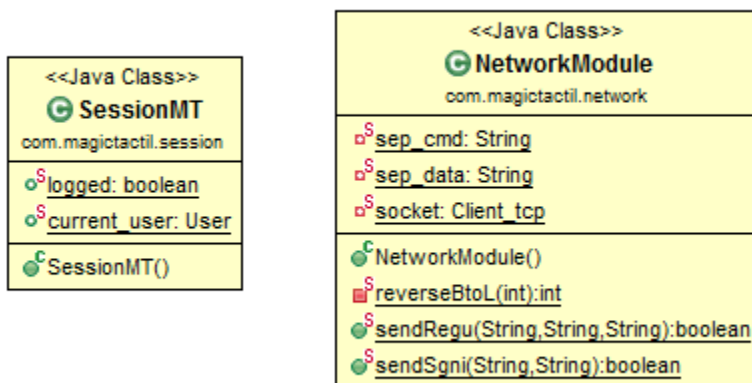 <<Java Class>>
SessionMT
com.magictactil.session
logged: boolean
current_user: User
SessionMT()
<<Java Class>>
NetworkModule
com.magictactil.network
sep_cmd: String
sep_data: String
socket: Client_tcp
NetworkModule()
reverseBtoL(int):int
sendRegu(String,String,String):boolean
sendSgni(String,String):boolean